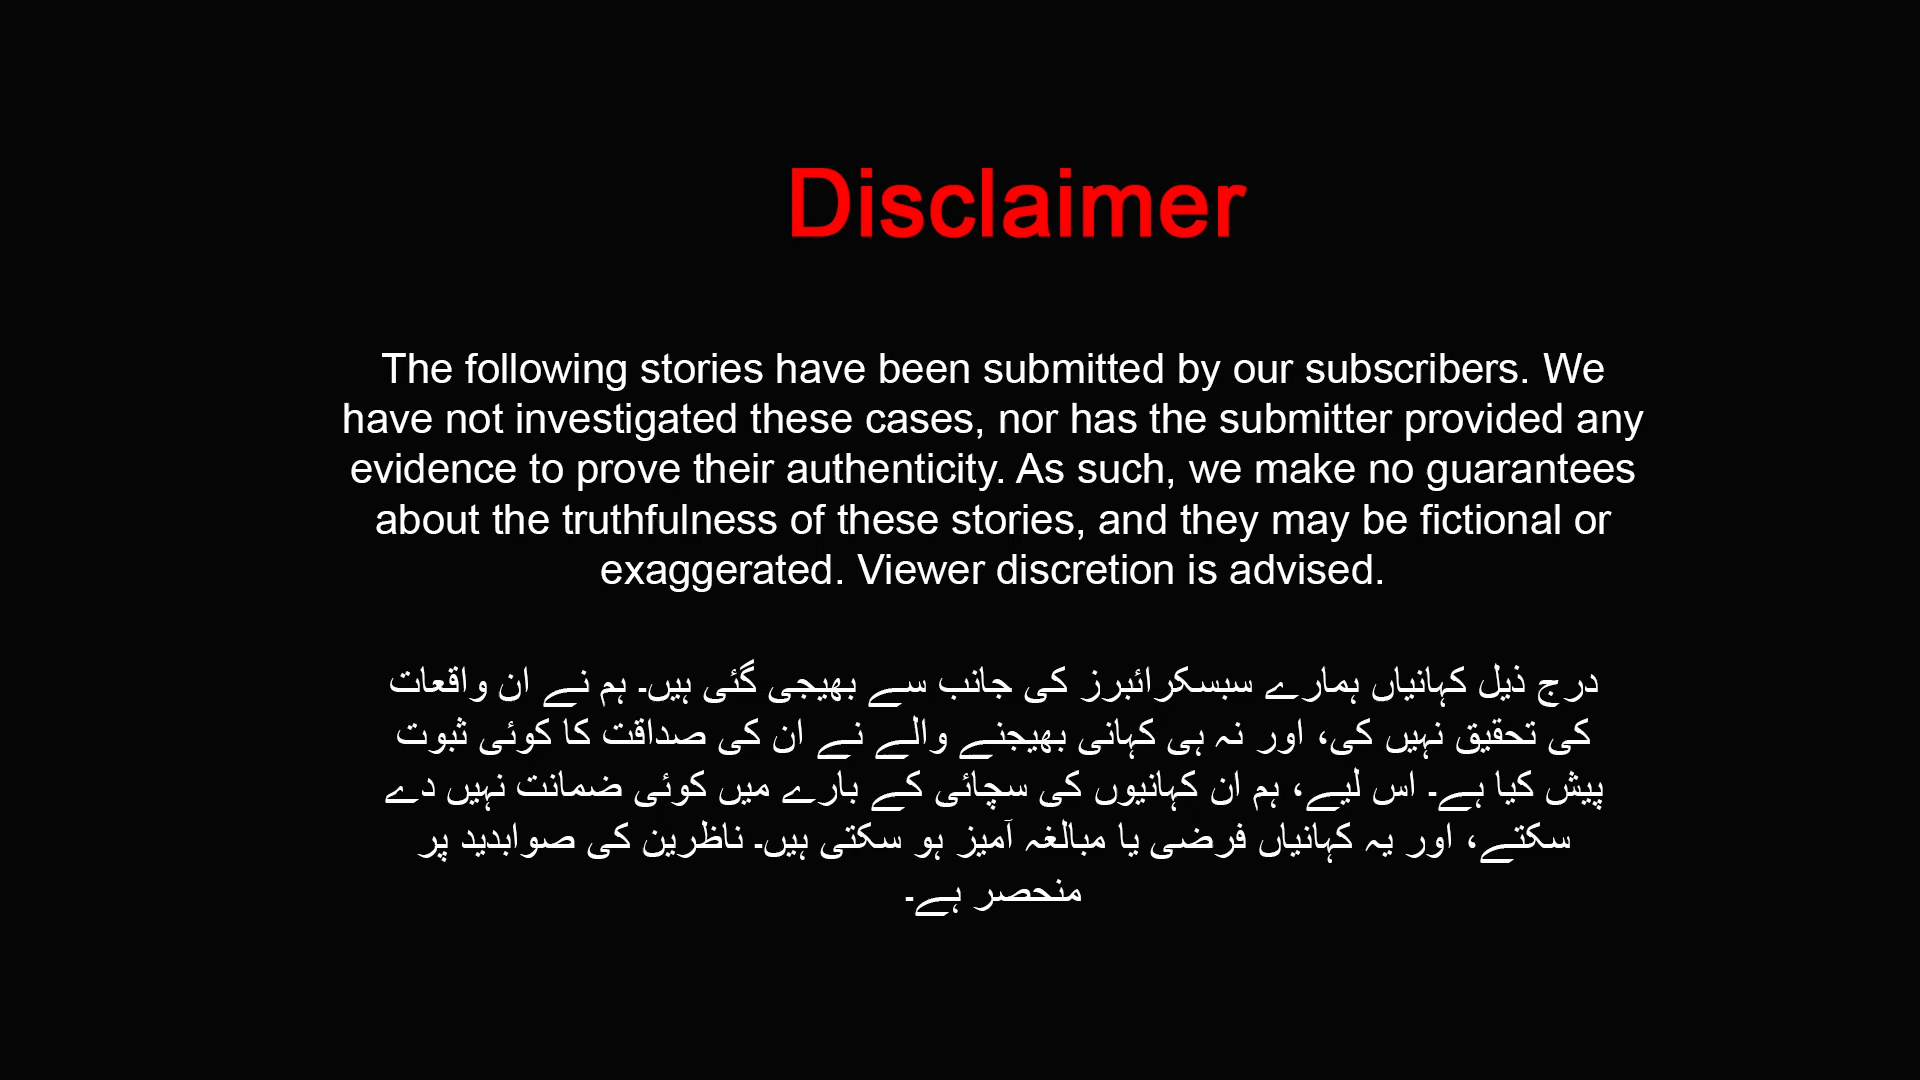 Disclaimer
The following stories have been submitted by our subscribers. We
have not investigated these cases, nor has the submitter provided any
evidence to prove their authenticity. As such, we make no guarantees
about the truthfulness of these stories, and they may be fictional or
exaggerated. Viewer discretion is advised.
درج ذیل کہانیاں ہمارے سبسکرائبرز کی جانب سے بھیجی گئی ہیں۔ ہم نے ان واقعات
کی تحقیق نہیں کی، اور نہ ہی کہانی بھیجنے والے نے ان کی صداقت کا کوئی ثبوت
پیش کیا ہے۔ اس لیے، ہم ان کہانیوں کی سچائی کے بارے میں کوئی ضمانت نہیں دے
سکتے، اور یہ کہانیاں فرضی یا مبالغہ آمیز ہو سکتی ہیں۔ ناظرین کی صوابدید پر
منحصر ہے۔